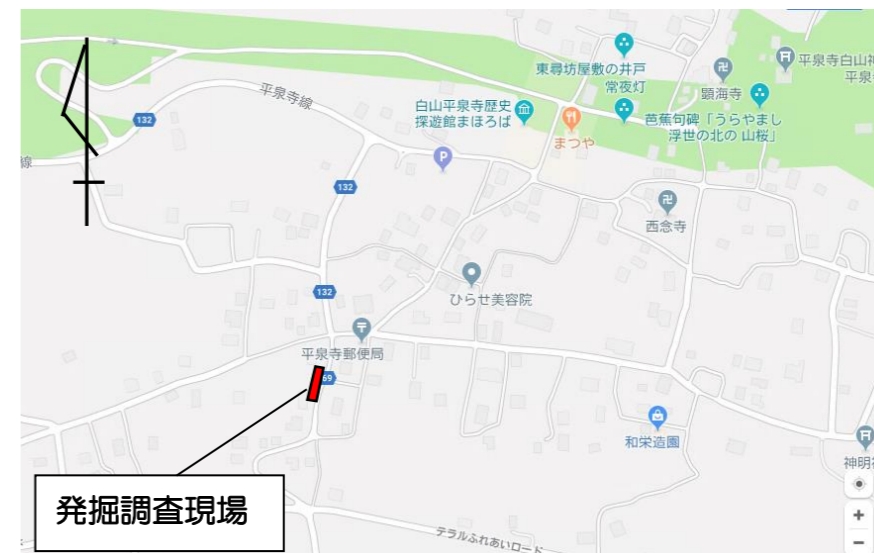 東尋坊屋敷の井戸
常夜灯
顕海寺
平泉寺白山神
平泉
平泉寺線
白山平泉寺歴史
探遊館まほろば
まつや
芭蕉句碑「うらやまし
浮世の北の 山桜」
132
P
線
132
西念寺
132
ひらせ美容院
平泉寺郵便局
69
和栄造園
神明神
発掘調査現場
テラルふれあいロード